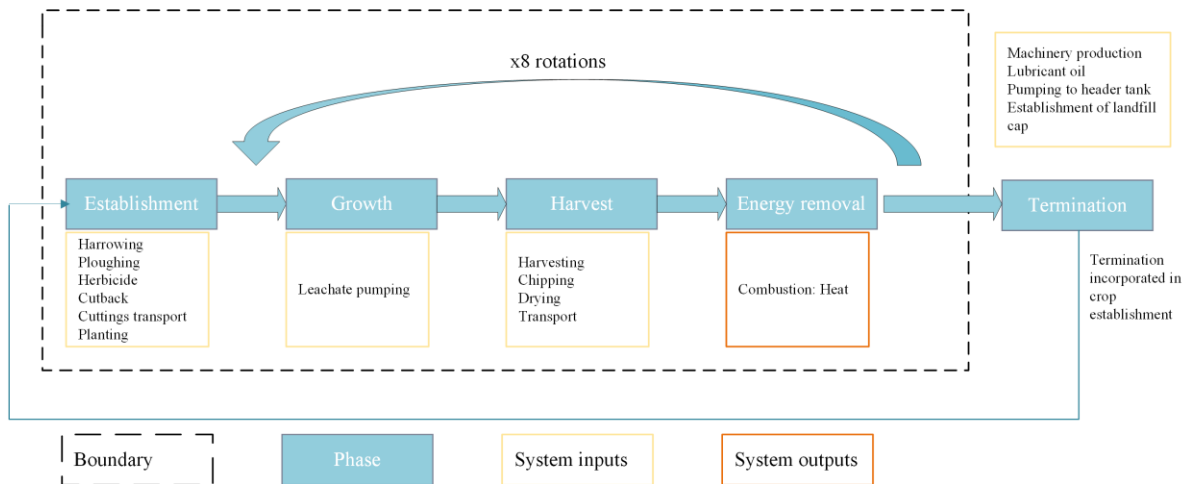 x8 rotations
Machinery production
Lubricant oil
Pumping to header tank
Establishment of landfill
cap
Establishment
Growth
Harvest
Energy removal
Termination
Harrowing
Ploughing
Herbicide
Cutback
Cuttings transport
Planting
Leachate pumping
Harvesting
Chipping
Drying
Transport
Combustion: Heat
Termination
incorporated in
crop
establishment
Boundary
Phase
System inputs
System outputs